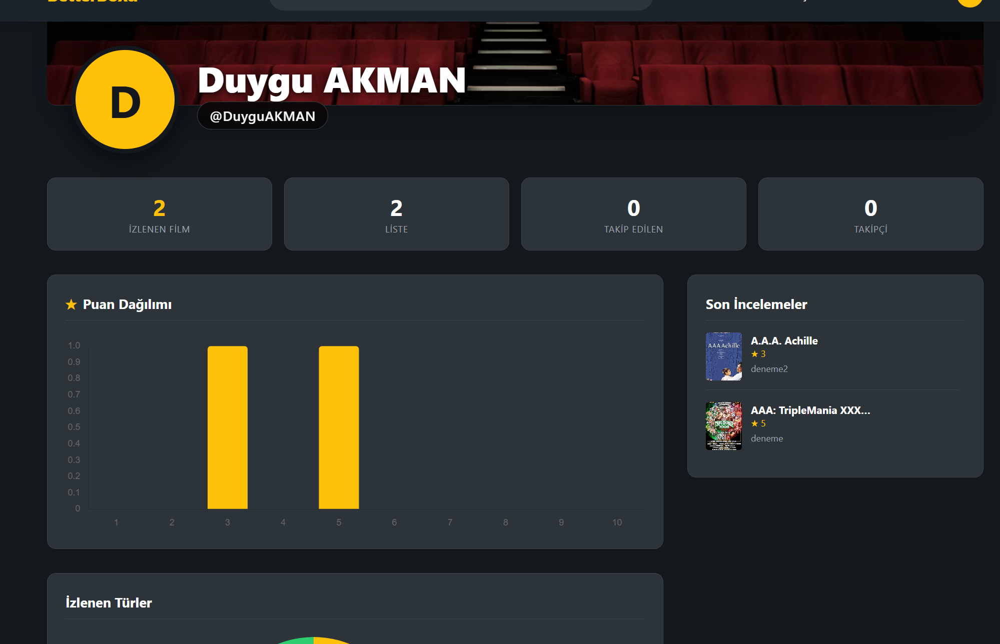 D
Duygu AKMAN
@DuyguAKMAN
2
İZLENEN FİLM
2
LİSTE
0
TAKİP EDİLEN
0
TAKİPÇİ
★ Puan Dağılımı
1.0
0.9
0.8
0.7
0.6
0.5
0.4
0.3
0.2
0.1
0
1 2 3 4 5 6 7 8 9 10
Son İncelemeler
AAAAchille
A.A.A. Achille
★ 3
deneme2
AAA: TripleMania XXX...
★ 5
deneme
İzlenen Türler